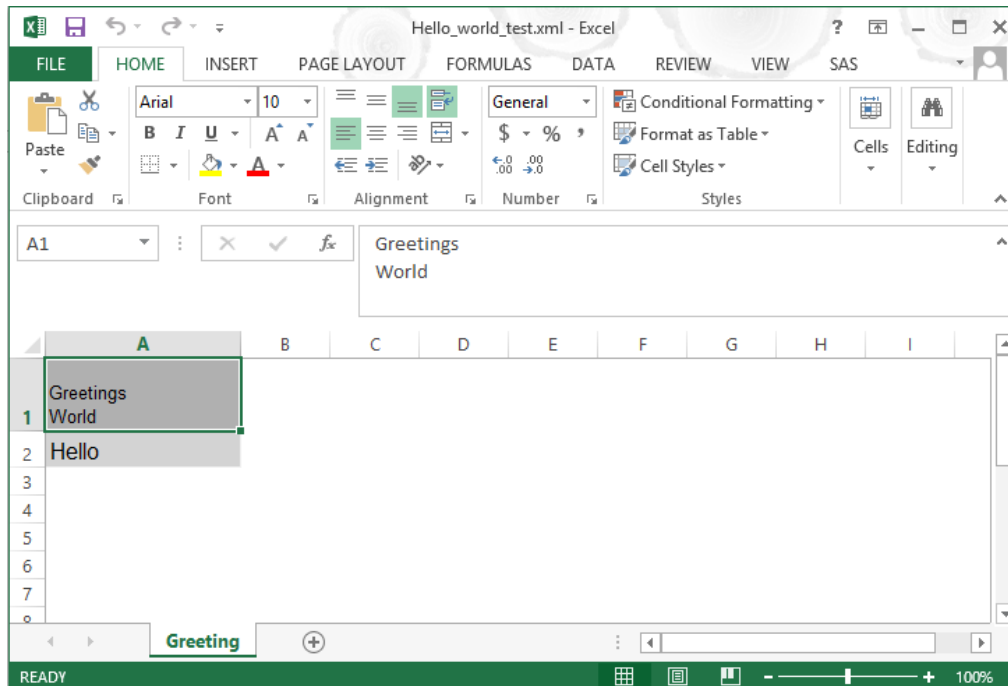 Hello_world_test.xml - Excel
?
FILE HOME INSERT PAGE LAYOUT FORMULAS DATA REVIEW VIEW SAS
Arial 10 General Conditional Formatting
B I U A A $ % , Format as Table
Paste Cells Editing
A .0 .00 .00 .0 Cell Styles
Clipboard Font Alignment Number Styles
A1 fx Greetings
World
A B C D E F G H I
Greetings
1 World
2 Hello
3
4
5
6
7
8
Greeting
READY 100%